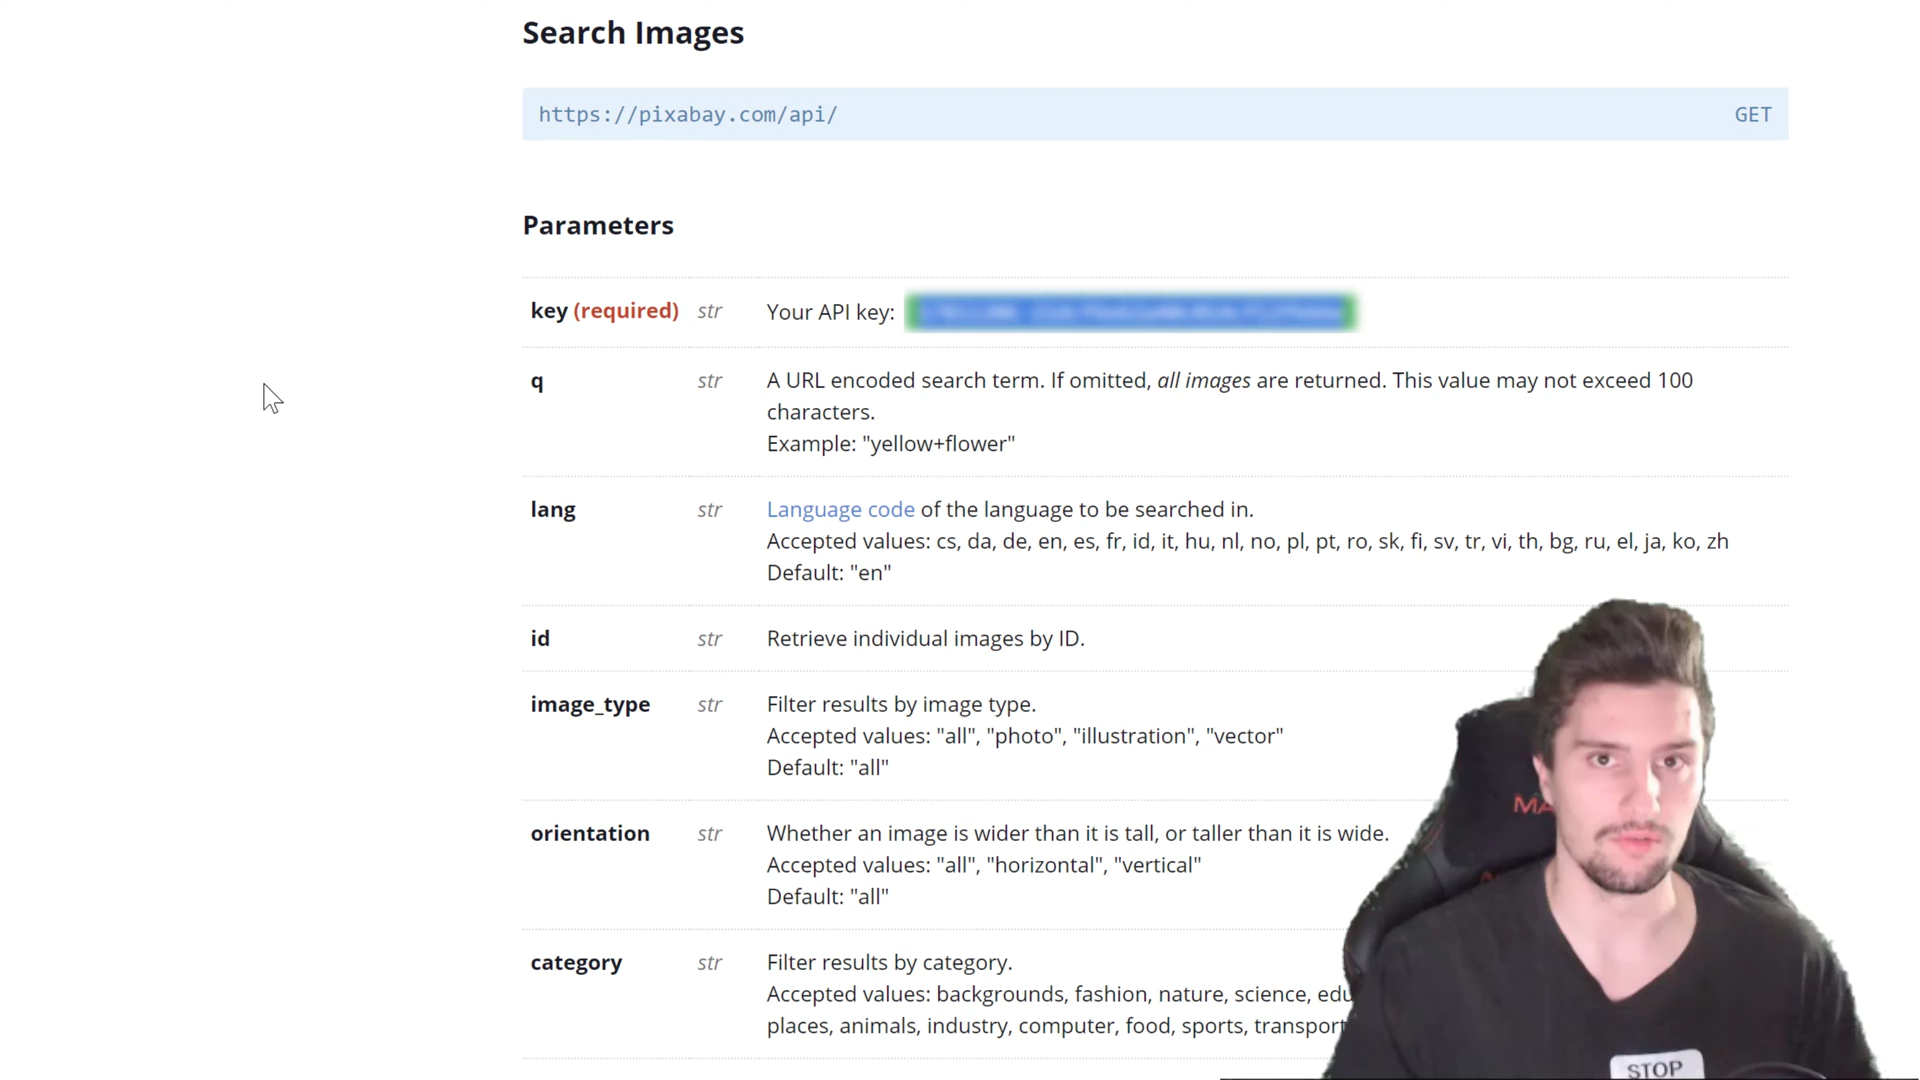 Search Images
https://pixabay.com/api/ GET
Parameters
key (required) str Your API key:
q str A URL encoded search term. If omitted, all images are returned. This value may not exceed 100
characters.
Example: "yellow+flower"
lang str Language code of the language to be searched in.
Accepted values: cs, da, de, en, es, fr, id, it, hu, nl, no, pl, pt, ro, sk, fi, sv, tr, vi, th, bg, ru, el, ja, ko, zh
Default: "en"
id str Retrieve individual images by ID.
image_type str Filter results by image type.
Accepted values: "all", "photo", "illustration", "vector"
Default: "all"
MA
orientation str Whether an image is wider than it is tall, or taller than it is wide.
Accepted values: "all", "horizontal", "vertical"
Default: "all"
category str Filter results by category.
Accepted values: backgrounds, fashion, nature, science, edu
places, animals, industry, computer, food, sports, transport
STOP